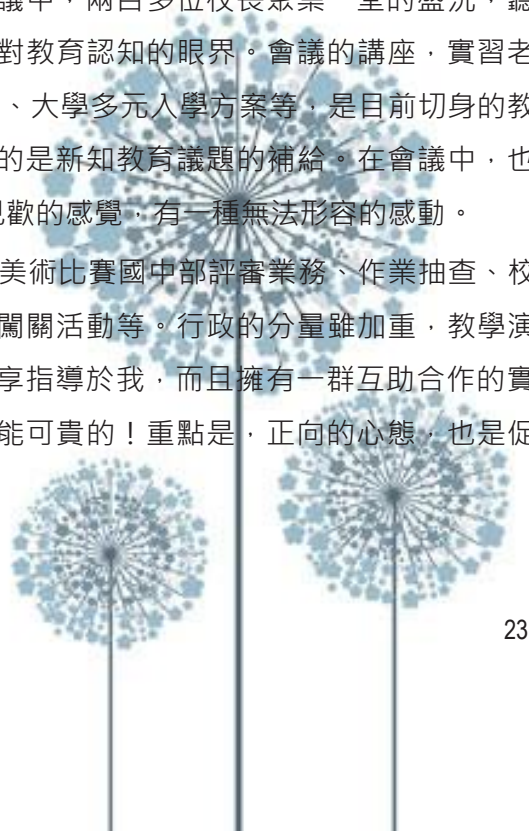 議中，兩百多位校長眾集一堂的盛況，聽
對教育認知的眼界。會議的講座，實習老
、大學多元入學方案等，是目前切身的教
的是新知教育議題的補給。在會議中，也
見歡的感覺，有一種無法形容的感動。
美術比賽國中部評審業務、作業抽查、校
闖關活動等。行政的分量雖加重，教學演
享指導於我，而且擁有一群互助合作的實
能可貴的！重點是，正向的心態，也是促
23